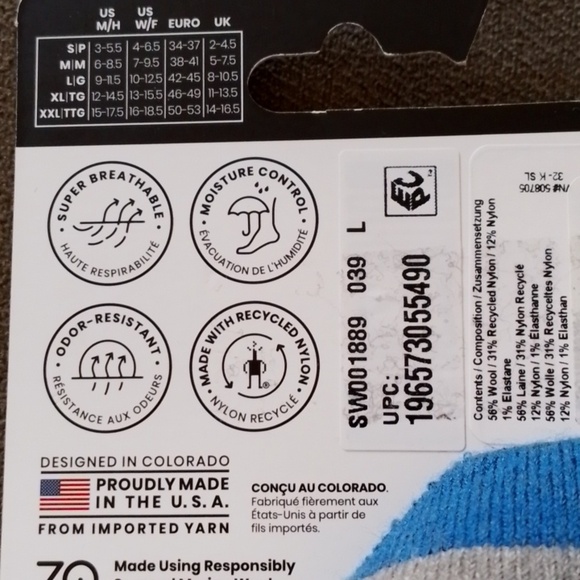 US M/H US W/F EURO UK
S|P 3-5.5 4-6.5 34-37 2-4.5
M|M 6-8.5 7-9.5 38-41 5-7.5
L|G 9-11.5 10-12.5 42-45 8-10.5
XL|TG 12-14.5 13-15.5 46-49 11-13.5
XXL|TTG 15-17.5 16-18.5 50-53 14-16.5
SUPER BREATHABLE
HAUTE RESPIRABILITÉ
MOISTURE CONTROL
ÉVACUATION DE L'HUMIDITÉ
ODOR-RESISTANT
RÉSISTANCE AUX ODEURS
MADE WITH RECYCLED NYLON
NYLON RECYCLÉ
SW001889 039 L
UPC:
196573055490
EPC
/N# 508705
32 - K SL
Contents / Composition / Zusammensetzung
56% Wool / 31% Recycled Nylon / 12% Nylon
1% Elastane
56% Laine / 31% Nylon Recyclé
12% Nylon / 1% Elasthanne
56% Wolle / 31% Recyceltes Nylon
12% Nylon / 1% Elasthan
DESIGNED IN COLORADO
PROUDLY MADE
IN THE U.S.A.
FROM IMPORTED YARN
CONÇU AU COLORADO.
Fabriqué fièrement aux
États-Unis à partir de
fils importés.
Made Using Responsibly